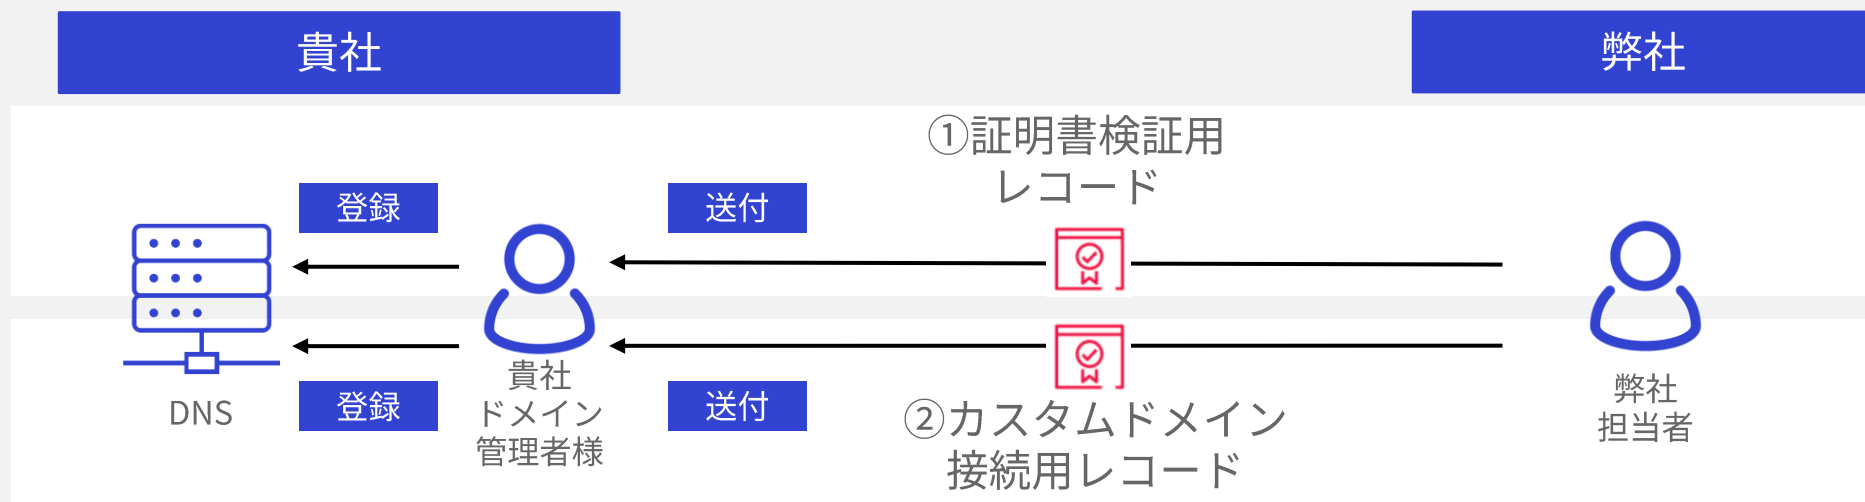 貴社
弊社
①証明書検証用
レコード
登録
送付
DNS
登録
貴社
ドメイン
管理者様
送付
②カスタムドメイン
接続用レコード
弊社
担当者